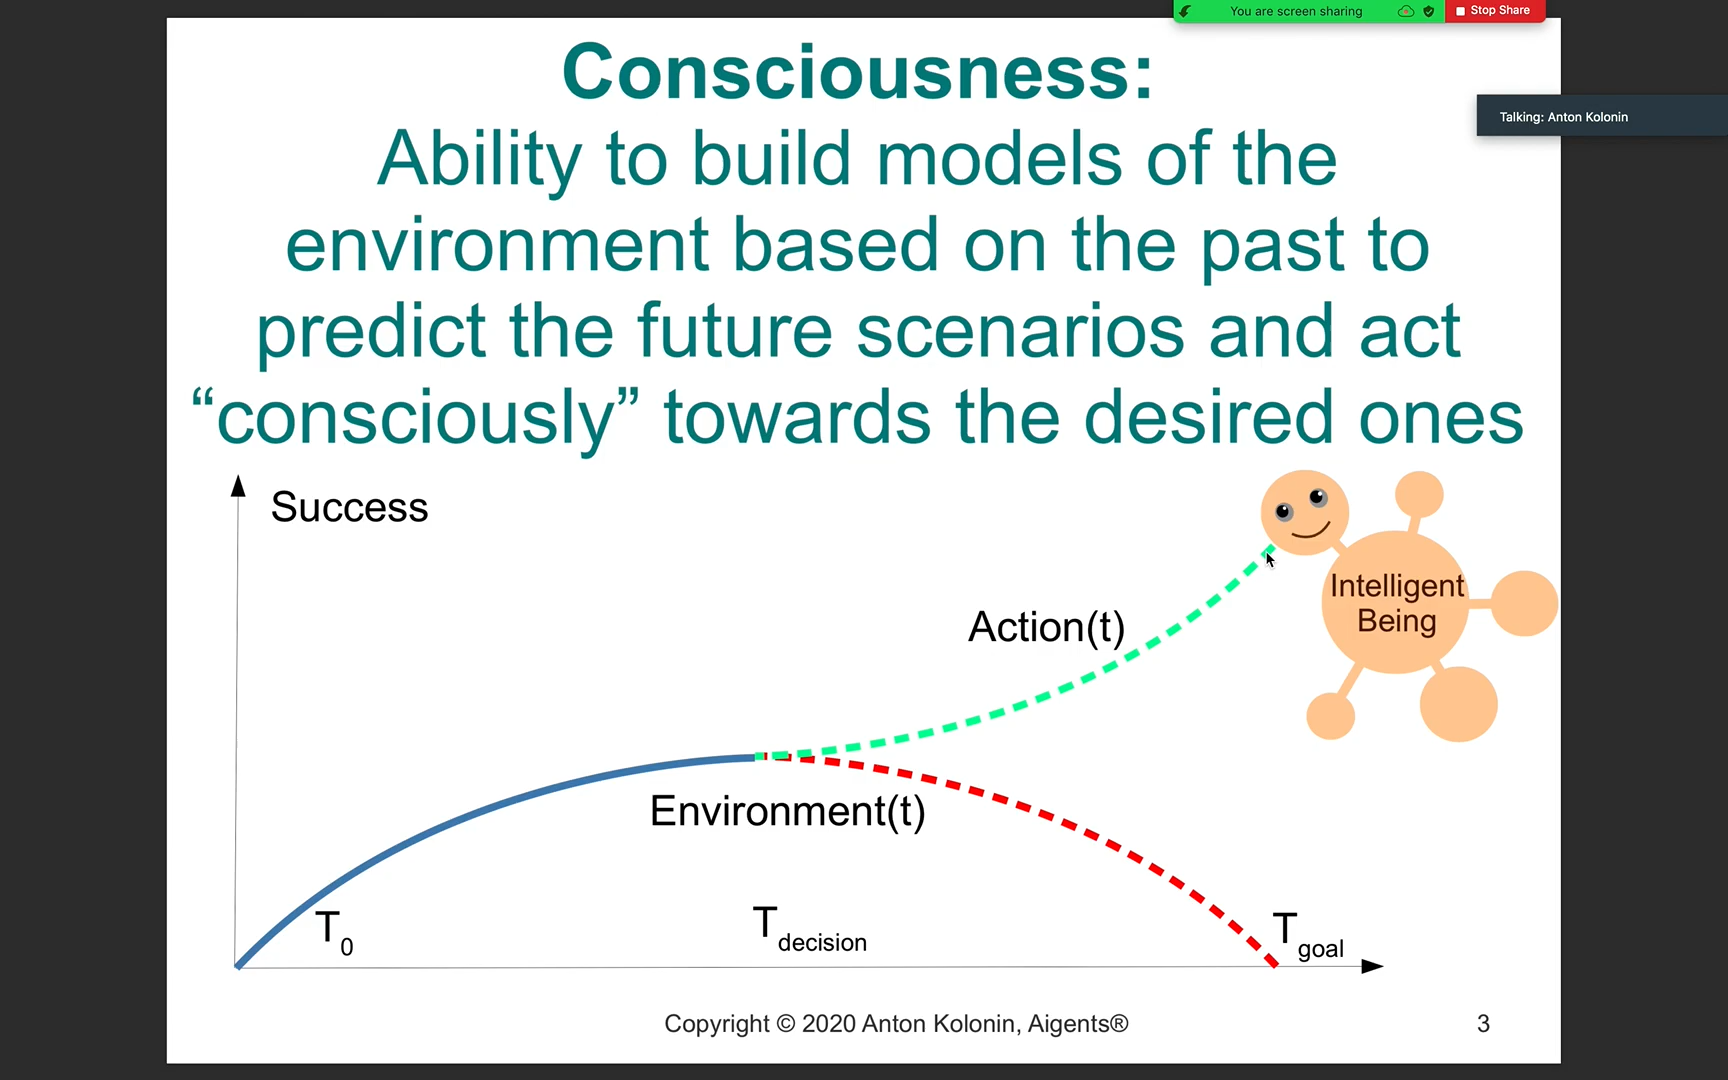 You are screen sharing
Stop Share
Talking: Anton Kolonin
Consciousness:
Ability to build models of the
environment based on the past to
predict the future scenarios and act
“consciously” towards the desired ones
Success
Intelligent
Being
Action(t)
Environment(t)
T0
Tdecision
Tgoal
Copyright © 2020 Anton Kolonin, Aigents®
3